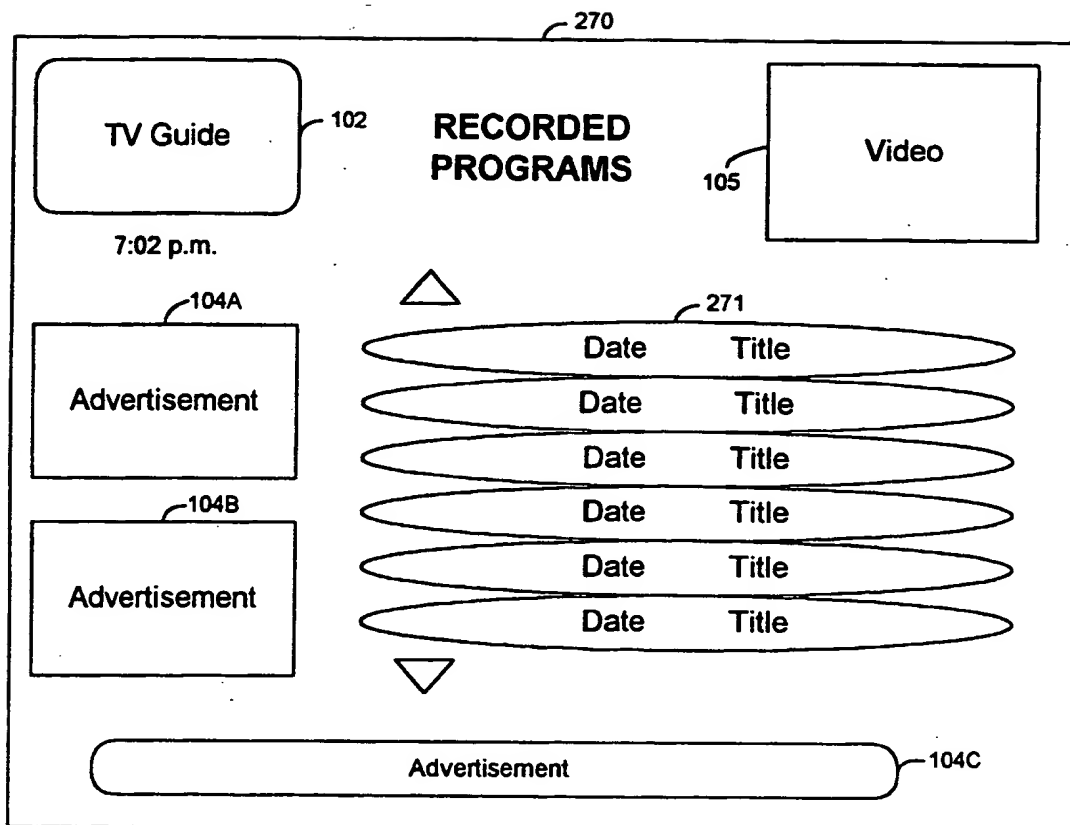 270
TV Guide
102
RECORDED
PROGRAMS
105
Video
7:02 p.m.
104A
Advertisement
104B
Advertisement
271
Date Title
Date Title
Date Title
Date Title
Date Title
Date Title
Advertisement
104C